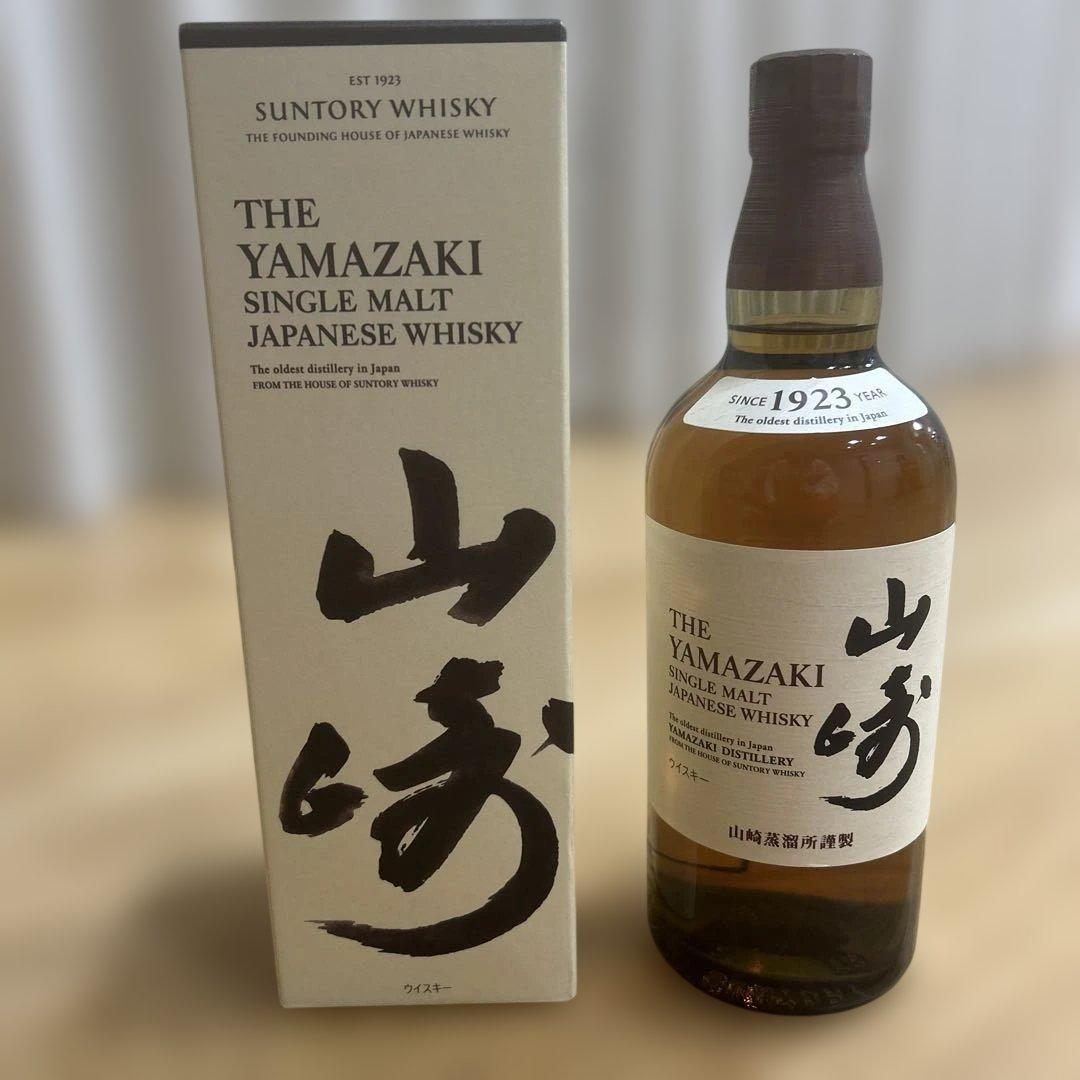 EST 1923
SUNTORY WHISKY
THE FOUNDING HOUSE OF JAPANESE WHISKY
THE
YAMAZAKI
SINGLE MALT
JAPANESE WHISKY
The oldest distillery in Japan
FROM THE HOUSE OF SUNTORY WHISKY
山
崎
ウイスキー
SINCE 1923 YEAR
The oldest distillery in Japan
THE
YAMAZAKI
SINGLE MALT
JAPANESE WHISKY
The oldest distillery in Japan
YAMAZAKI DISTILLERY
FROM THE HOUSE OF SUNTORY WHISKY
ウイスキー
山
崎
山崎蒸溜所謹製